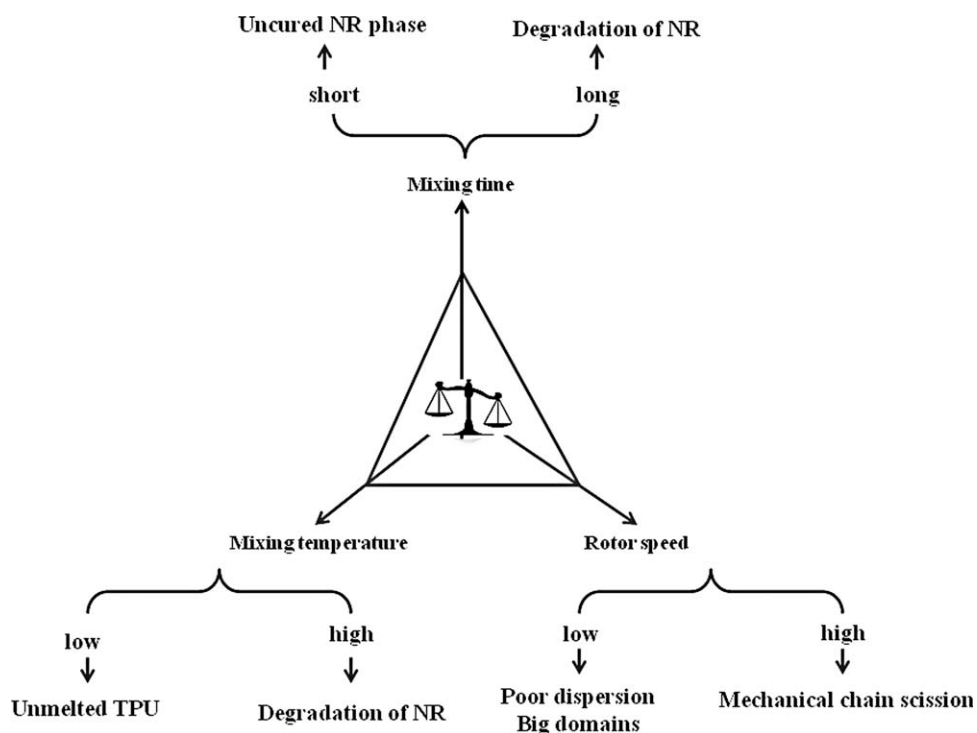 Uncured NR phase
Degradation of NR
short
long
Mixing time
Mixing temperature
Rotor speed
low
high
low
high
Unmelted TPU
Degradation of NR
Poor dispersion
Big domains
Mechanical chain scission